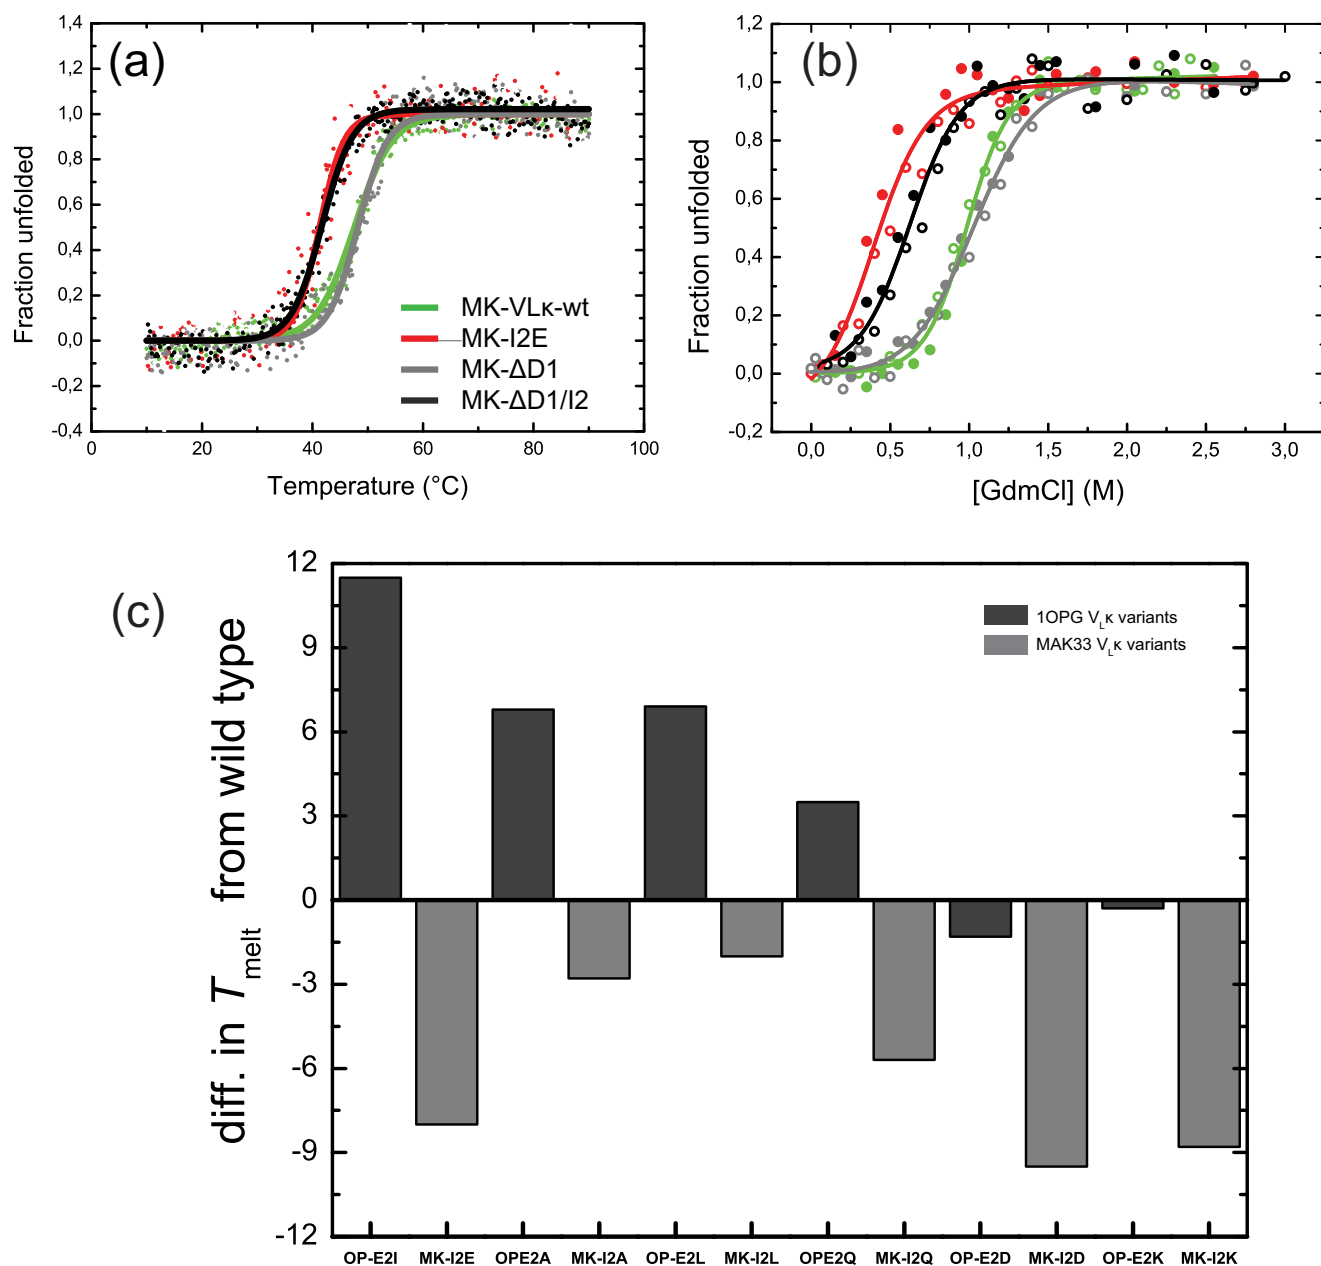 (a)
Fraction unfolded
1,4
1,2
1,0
0,8
0,6
0,4
0,2
0,0
-0,2
-0,4
0 20 40 60 80 100
Temperature (°C)
MK-VLκ-wt
MK-I2E
MK-ΔD1
MK-ΔD1/I2
(b)
Fraction unfolded
1,2
1,0
0,8
0,6
0,4
0,2
0,0
-0,2
0,0 0,5 1,0 1,5 2,0 2,5 3,0
[GdmCl] (M)
(c)
diff. in Tmelt from wild type
12
9
6
3
0
-3
-6
-9
-12
1OPG VLκ variants
MAK33 VLκ variants
OP-E2I MK-I2E OPE2A MK-I2A OP-E2L MK-I2L OPE2Q MK-I2Q OP-E2D MK-I2D OP-E2K MK-I2K